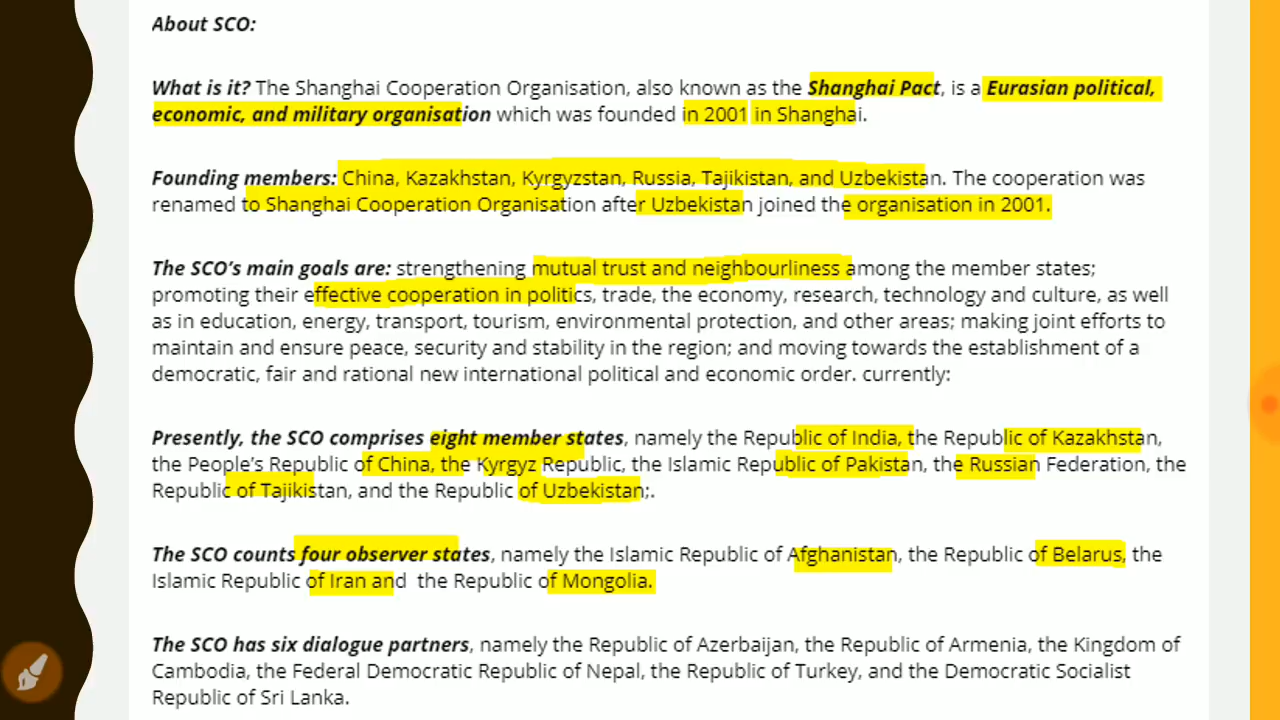 About SCO:
What is it? The Shanghai Cooperation Organisation, also known as the Shanghai Pact, is a Eurasian political,
economic, and military organisation which was founded in 2001 in Shanghai.
Founding members: China, Kazakhstan, Kyrgyzstan, Russia, Tajikistan, and Uzbekistan. The cooperation was
renamed to Shanghai Cooperation Organisation after Uzbekistan joined the organisation in 2001.
The SCO’s main goals are: strengthening mutual trust and neighbourliness among the member states;
promoting their effective cooperation in politics, trade, the economy, research, technology and culture, as well
as in education, energy, transport, tourism, environmental protection, and other areas; making joint efforts to
maintain and ensure peace, security and stability in the region; and moving towards the establishment of a
democratic, fair and rational new international political and economic order. currently:
Presently, the SCO comprises eight member states, namely the Republic of India, the Republic of Kazakhstan,
the People’s Republic of China, the Kyrgyz Republic, the Islamic Republic of Pakistan, the Russian Federation, the
Republic of Tajikistan, and the Republic of Uzbekistan;.
The SCO counts four observer states, namely the Islamic Republic of Afghanistan, the Republic of Belarus, the
Islamic Republic of Iran and the Republic of Mongolia.
The SCO has six dialogue partners, namely the Republic of Azerbaijan, the Republic of Armenia, the Kingdom of
Cambodia, the Federal Democratic Republic of Nepal, the Republic of Turkey, and the Democratic Socialist
Republic of Sri Lanka.